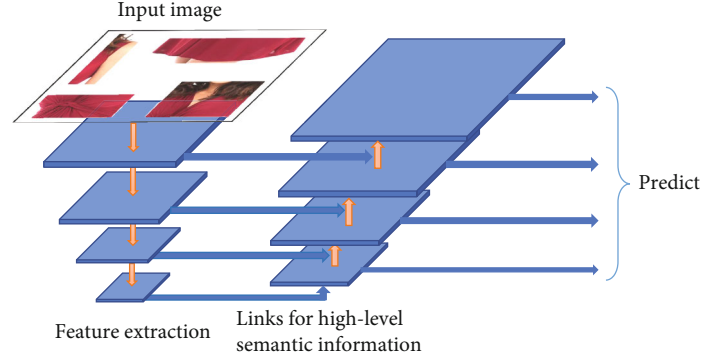 Input image
Predict
Feature extraction
Links for high-level
semantic information